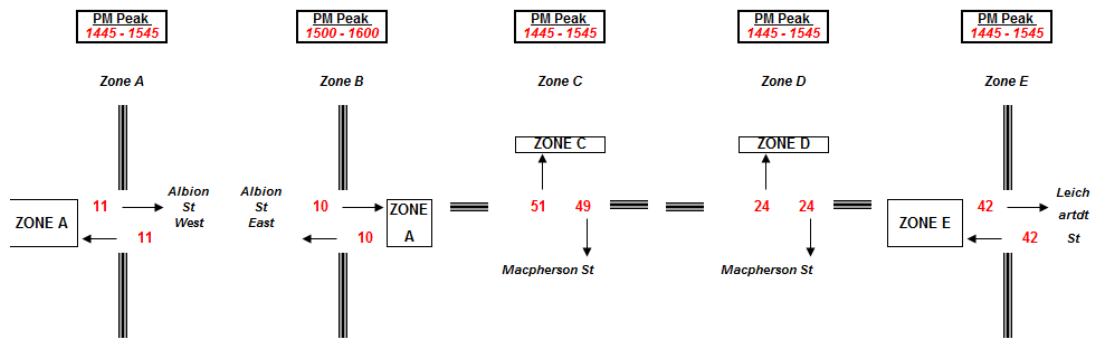 PM Peak
1445 - 1545
PM Peak
1500 - 1600
PM Peak
1445 - 1545
PM Peak
1445 - 1545
PM Peak
1445 - 1545
Zone A
Zone B
Zone C
Zone D
Zone E
ZONE A
11
11
Albion
St
West
Albion
St
East
10
10
ZONE
A
ZONE C
51 49
Macpherson St
ZONE D
24 24
Macpherson St
ZONE E
42
42
Leich
artdt
St